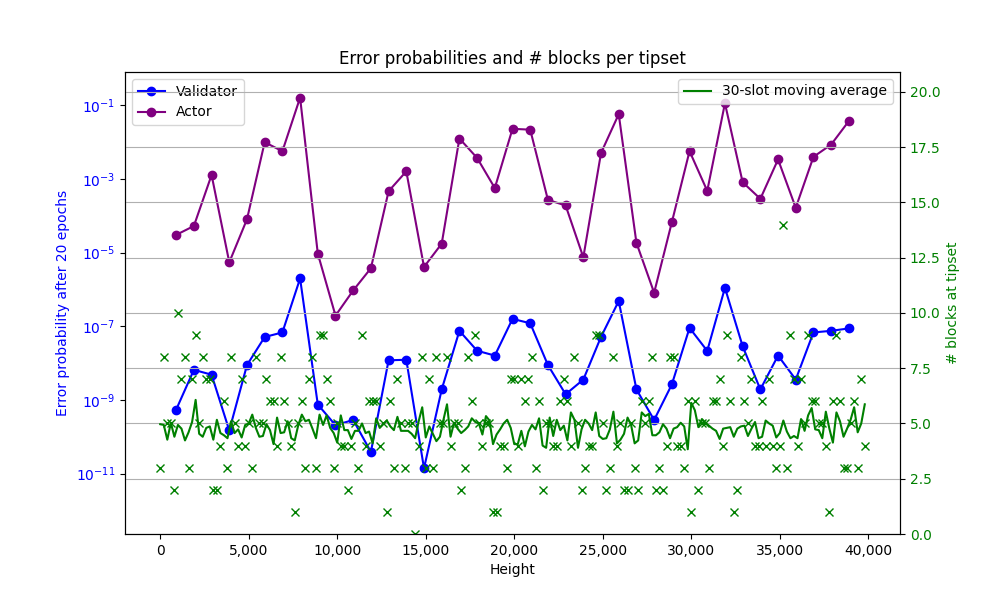 Error probabilities and # blocks per tipset
Validator
Actor
30-slot moving average
Error probability after 20 epochs
10⁻¹
10⁻³
10⁻⁵
10⁻⁷
10⁻⁹
10⁻¹¹
# blocks at tipset
20.0
17.5
15.0
12.5
10.0
7.5
5.0
2.5
0.0
0 5,000 10,000 15,000 20,000 25,000 30,000 35,000 40,000
Height